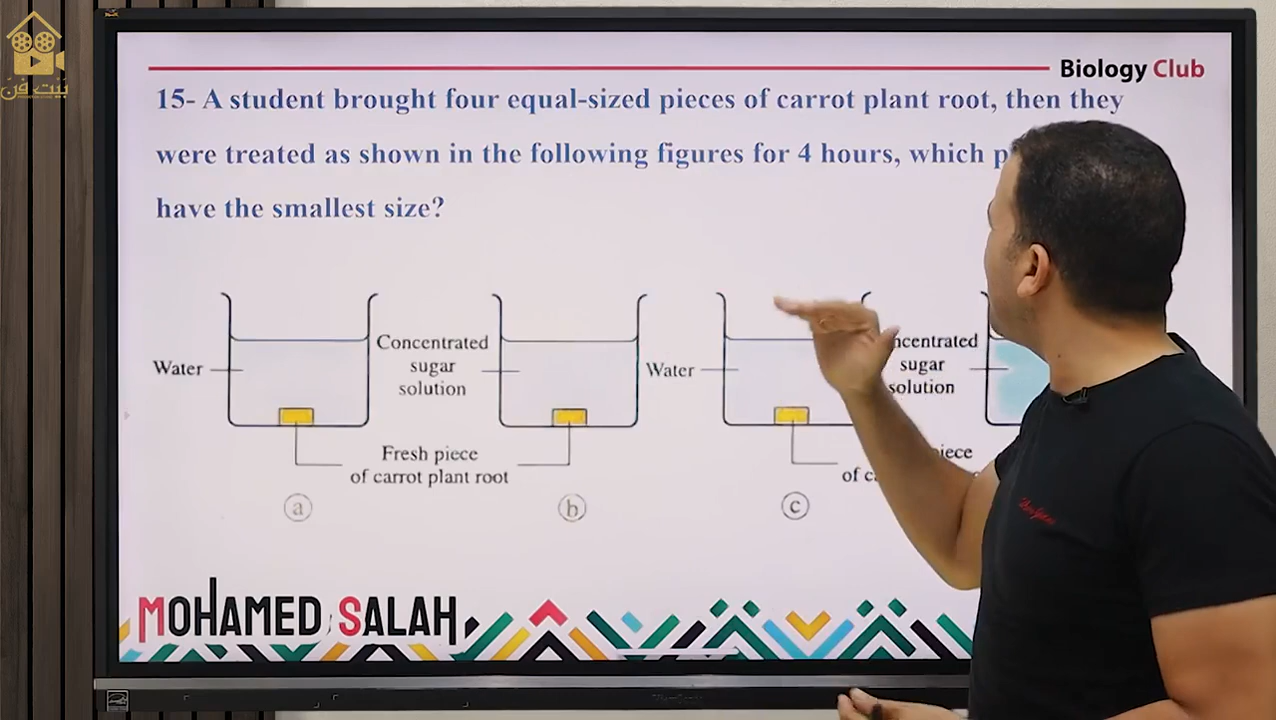 بَيْت فَنّ
Biology Club
15- A student brought four equal-sized pieces of carrot plant root, then they
were treated as shown in the following figures for 4 hours, which
have the smallest size?
Water
Concentrated
sugar
solution
Water
sugar
solution
Fresh piece
of carrot plant root
of
a
b
c
MOHAMED SALAH